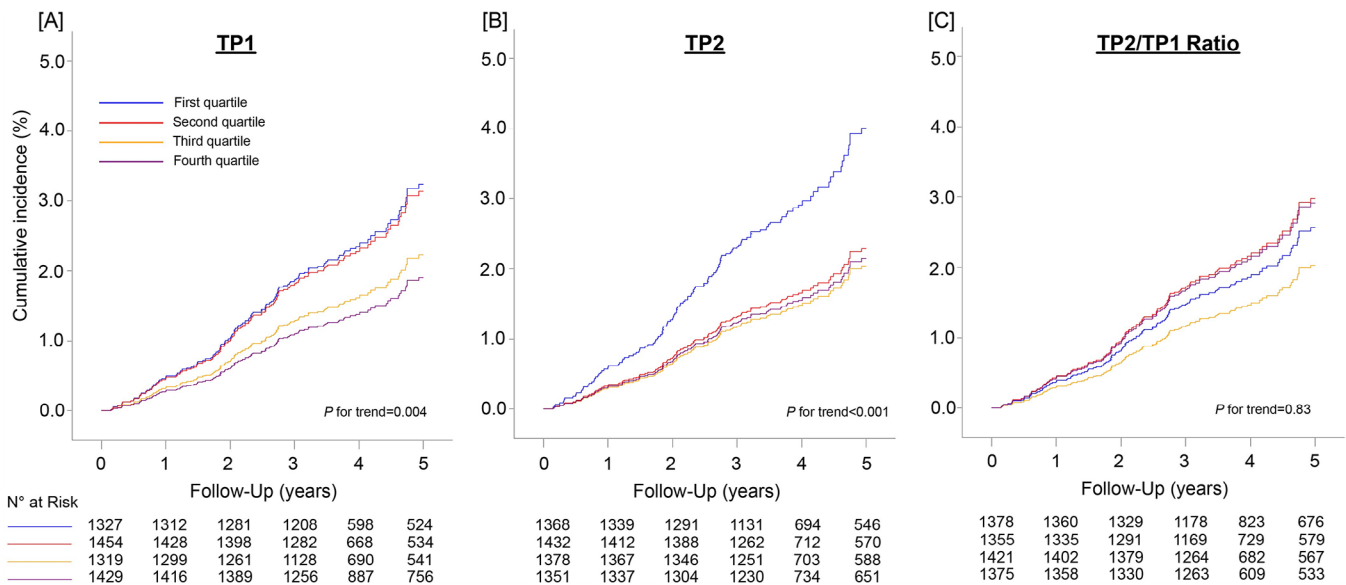 [A]
TP1
5.0
4.0
3.0
2.0
1.0
0.0
Cumulative incidence (%)
First quartile
Second quartile
Third quartile
Fourth quartile
P for trend=0.004
0 1 2 3 4 5
Follow-Up (years)
[B]
TP2
5.0
4.0
3.0
2.0
1.0
0.0
P for trend<0.001
0 1 2 3 4 5
Follow-Up (years)
[C]
TP2/TP1 Ratio
5.0
4.0
3.0
2.0
1.0
0.0
P for trend=0.83
0 1 2 3 4 5
Follow-Up (years)
N° at Risk
1327 1312 1281 1208 598 524
1454 1428 1398 1282 668 534
1319 1299 1261 1128 690 541
1429 1416 1389 1256 887 756
1368 1339 1291 1131 694 546
1432 1412 1388 1262 712 570
1378 1367 1346 1251 703 588
1351 1337 1304 1230 734 651
1378 1360 1329 1178 823 676
1355 1335 1291 1169 729 579
1421 1402 1379 1264 682 567
1375 1358 1330 1263 609 533